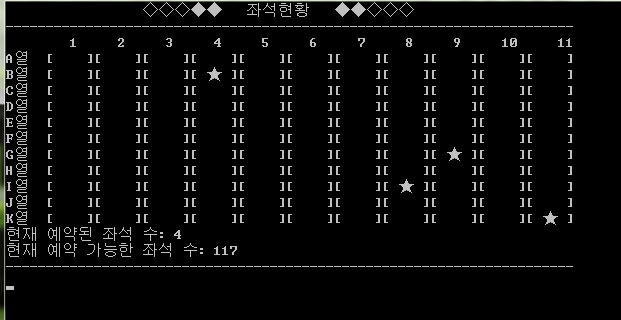 ◇◇◇◆◆ 좌석현황 ◆◆◇◇◇
1 2 3 4 5 6 7 8 9 10 11
A열 [ ][ ][ ][ ][ ][ ][ ][ ][ ][ ][ ]
B열 [ ][ ][ ][ ★ ][ ][ ][ ][ ][ ][ ][ ]
C열 [ ][ ][ ][ ][ ][ ][ ][ ][ ][ ][ ]
D열 [ ][ ][ ][ ][ ][ ][ ][ ][ ][ ][ ]
E열 [ ][ ][ ][ ][ ][ ][ ][ ][ ][ ][ ]
F열 [ ][ ][ ][ ][ ][ ][ ][ ][ ][ ][ ]
G열 [ ][ ][ ][ ][ ][ ][ ][ ][ ★ ][ ][ ]
H열 [ ][ ][ ][ ][ ][ ][ ][ ][ ][ ][ ]
I열 [ ][ ][ ][ ][ ][ ][ ][ ★ ][ ][ ][ ]
J열 [ ][ ][ ][ ][ ][ ][ ][ ][ ][ ][ ]
K열 [ ][ ][ ][ ][ ][ ][ ][ ][ ][ ][ ★ ]
현재 예약된 좌석 수: 4
현재 예약 가능한 좌석 수: 117